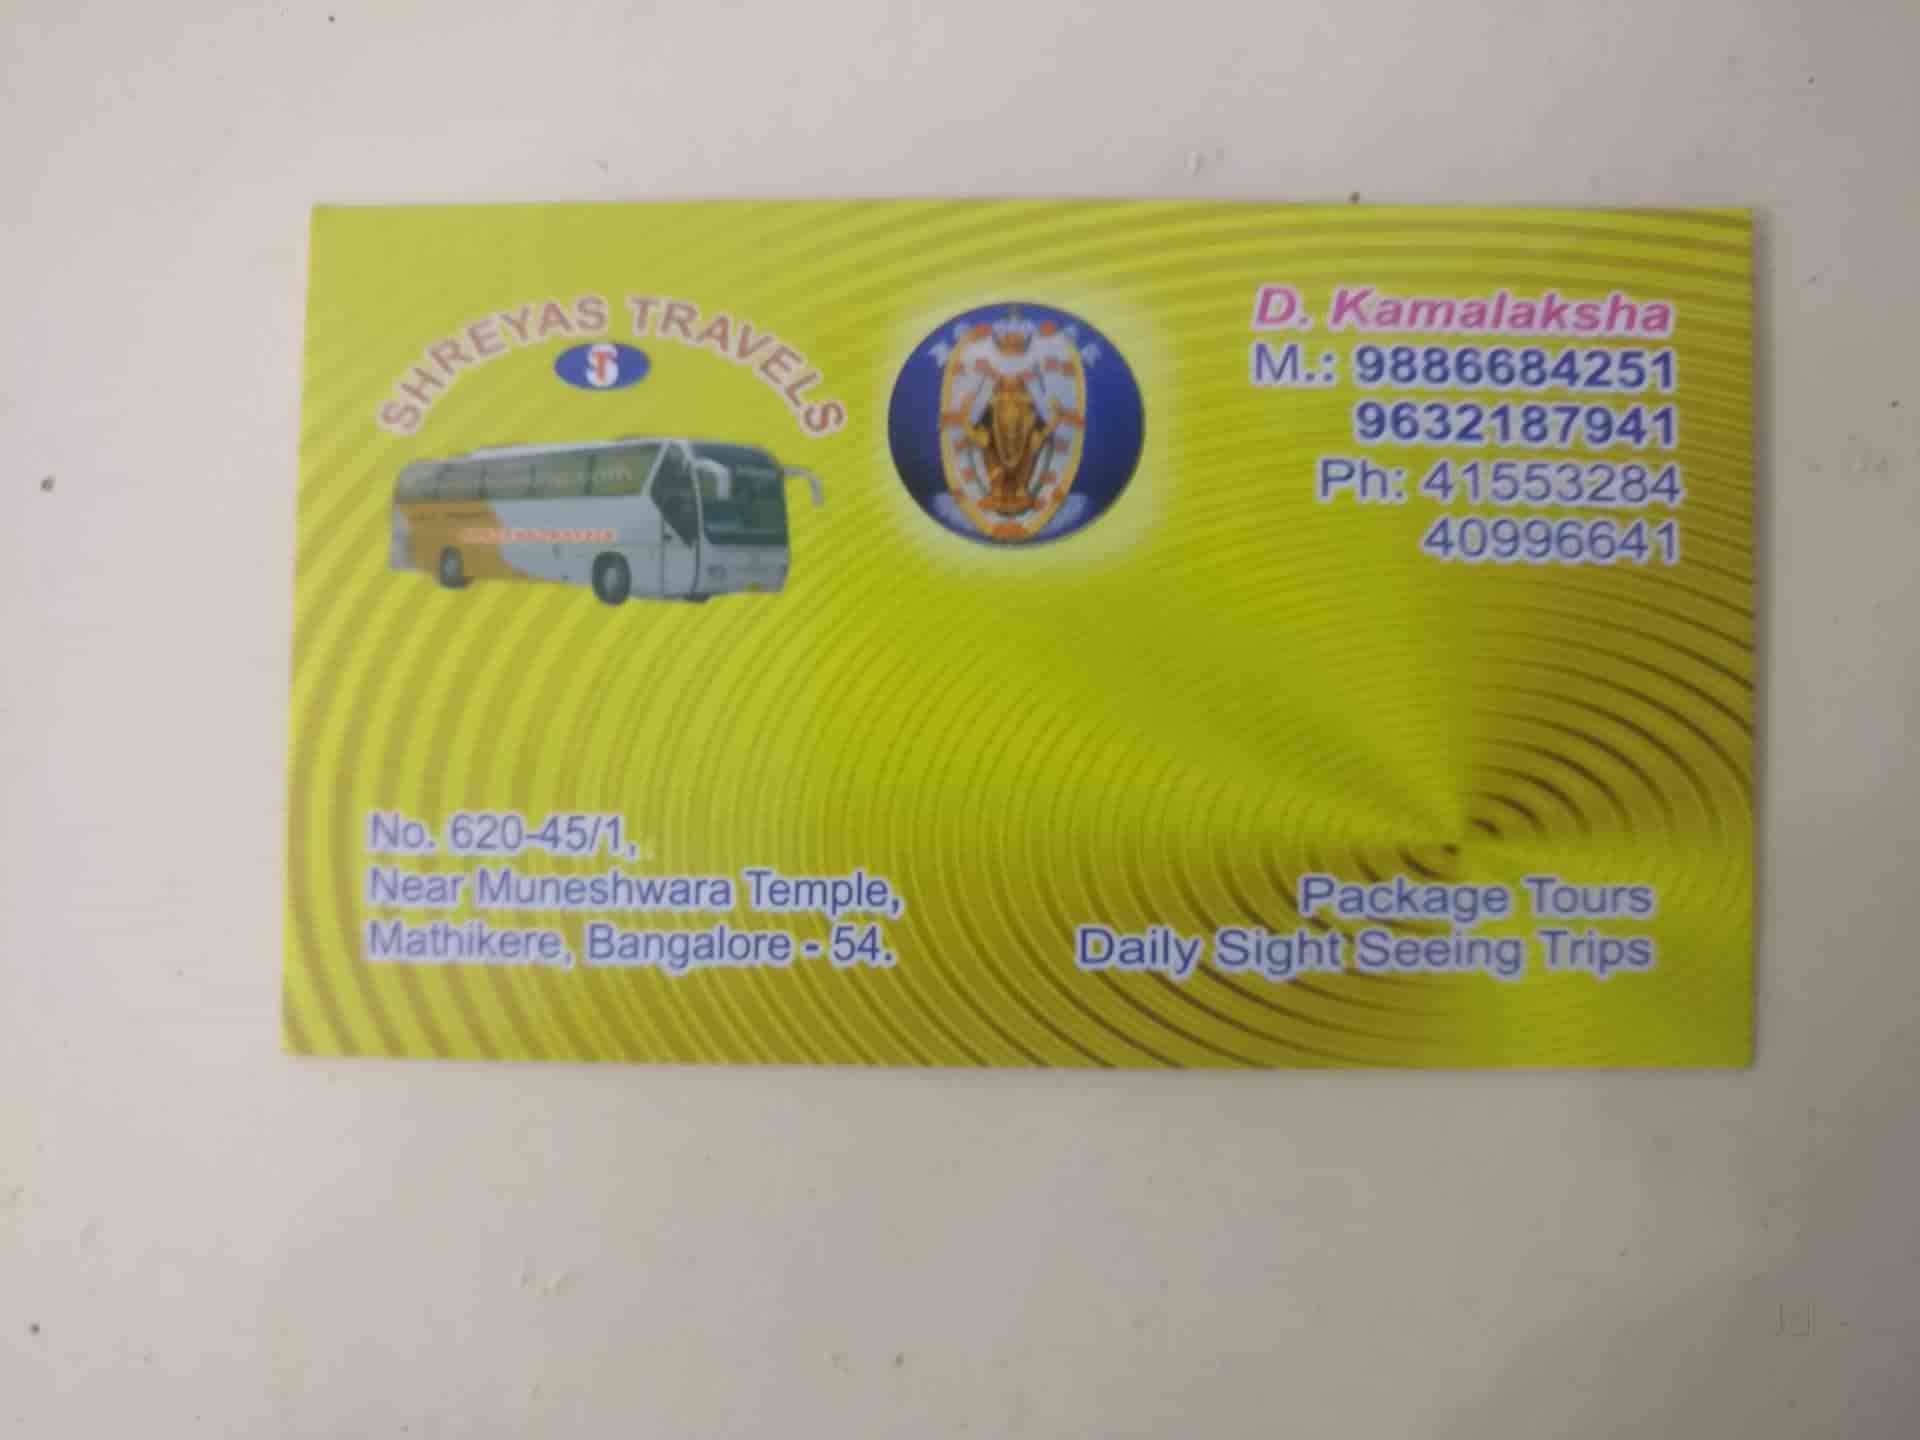 SHREYAS TRAVELS
D. Kamalaksha
M.: 9886684251
9632187941
Ph: 41553284
40996641
No. 620-45/1,
Near Muneshwara Temple,
Mathikere, Bangalore - 54.
Package Tours
Daily Sight Seeing Trips